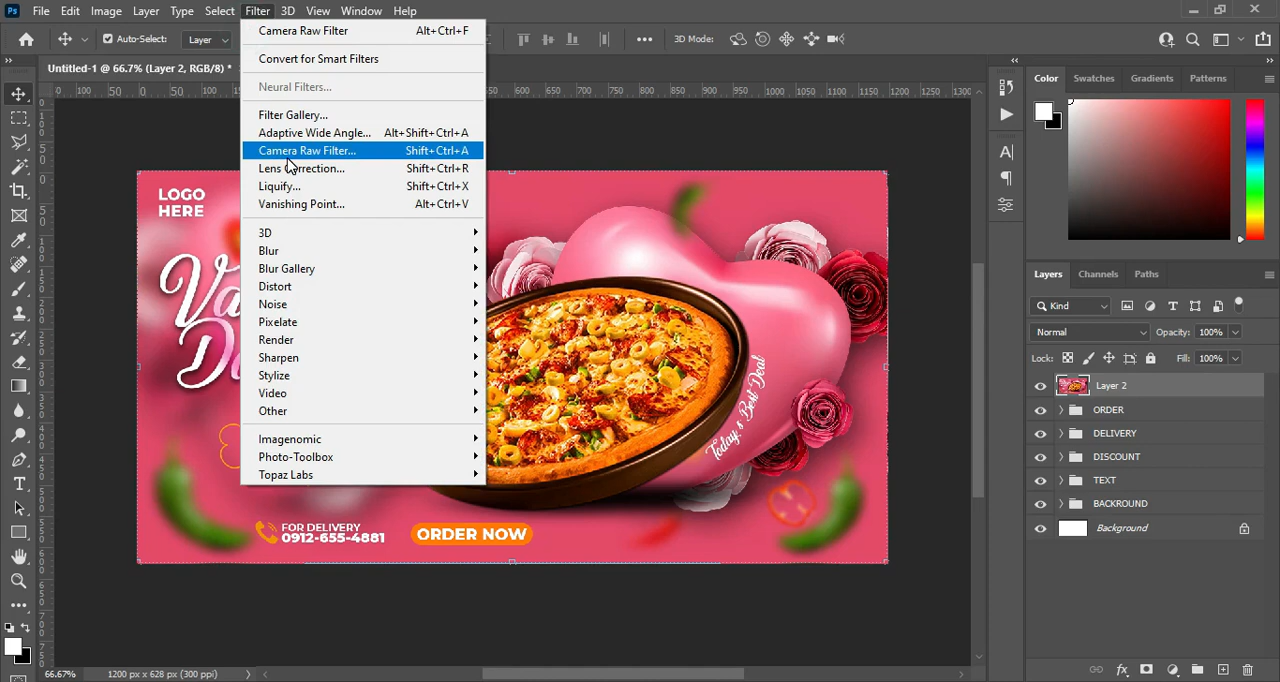 Ps File Edit Image Layer Type Select Filter 3D View Window Help
Auto-Select: Layer 3D Mode:
Untitled-1 @ 66.7% (Layer 2, RGB/8) *
Camera Raw Filter Alt+Ctrl+F
Convert for Smart Filters
Neural Filters...
Filter Gallery...
Adaptive Wide Angle... Alt+Shift+Ctrl+A
Camera Raw Filter... Shift+Ctrl+A
Lens Correction... Shift+Ctrl+R
Liquify... Shift+Ctrl+X
Vanishing Point... Alt+Ctrl+V
3D
Blur
Blur Gallery
Distort
Noise
Pixelate
Render
Sharpen
Stylize
Video
Other
Imagenomic
Photo-Toolbox
Topaz Labs
LOGO
HERE
Va
D
Today's Best Deal
FOR DELIVERY
0912-655-4881
ORDER NOW
Color Swatches Gradients Patterns
Layers Channels Paths
Kind
Normal Opacity: 100%
Lock: Fill: 100%
Layer 2
ORDER
DELIVERY
DISCOUNT
TEXT
BACKROUND
Background
66.67% 1200 px x 628 px (300 ppi)